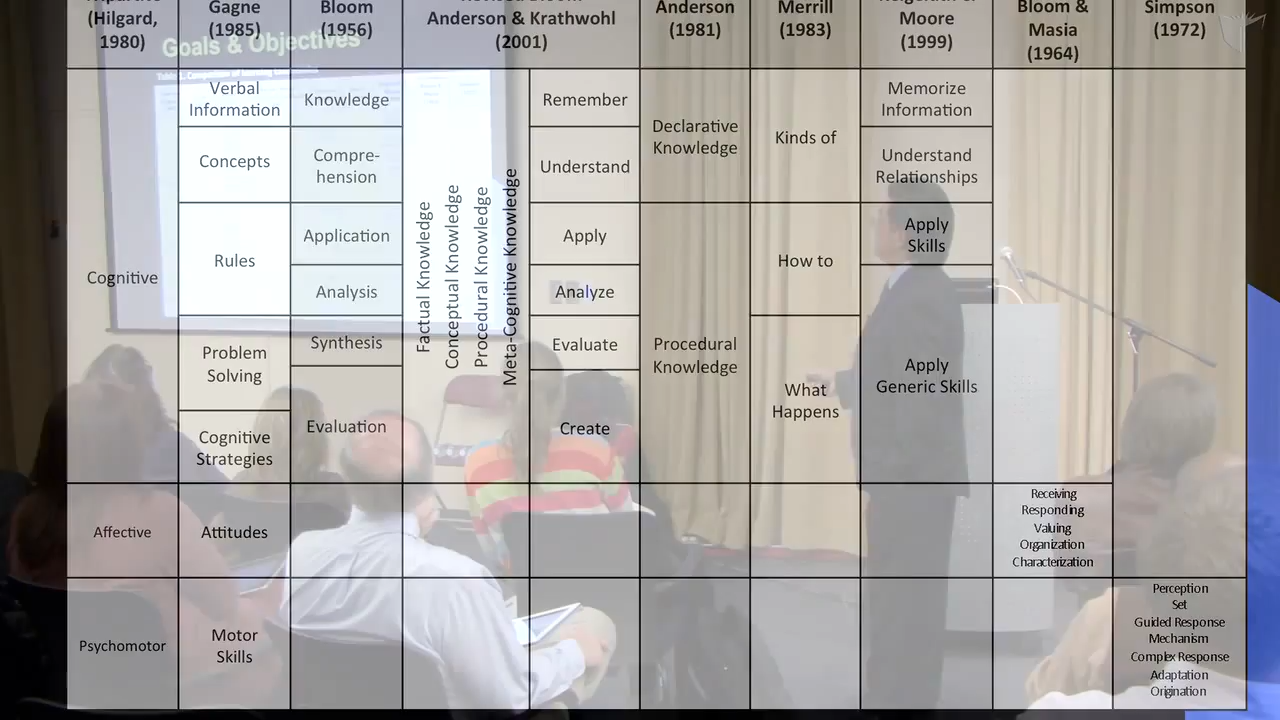 (Hilgard,
1980)
Gagne
(1985)
Bloom
(1956)
Anderson & Krathwohl
(2001)
Anderson
(1981)
Merrill
(1983)
Moore
(1999)
Bloom &
Masia
(1964)
Simpson
(1972)
Goals & Objectives
Cognitive
Verbal
Information
Concepts
Rules
Problem
Solving
Cognitive
Strategies
Knowledge
Compre-
hension
Application
Analysis
Synthesis
Evaluation
Factual Knowledge
Conceptual Knowledge
Procedural Knowledge
Meta-Cognitive Knowledge
Remember
Understand
Apply
Analyze
Evaluate
Create
Declarative
Knowledge
Procedural
Knowledge
Kinds of
How to
What
Happens
Memorize
Information
Understand
Relationships
Apply
Skills
Apply
Generic Skills
Affective
Attitudes
Receiving
Responding
Valuing
Organization
Characterization
Psychomotor
Motor
Skills
Perception
Set
Guided Response
Mechanism
Complex Response
Adaptation
Origination